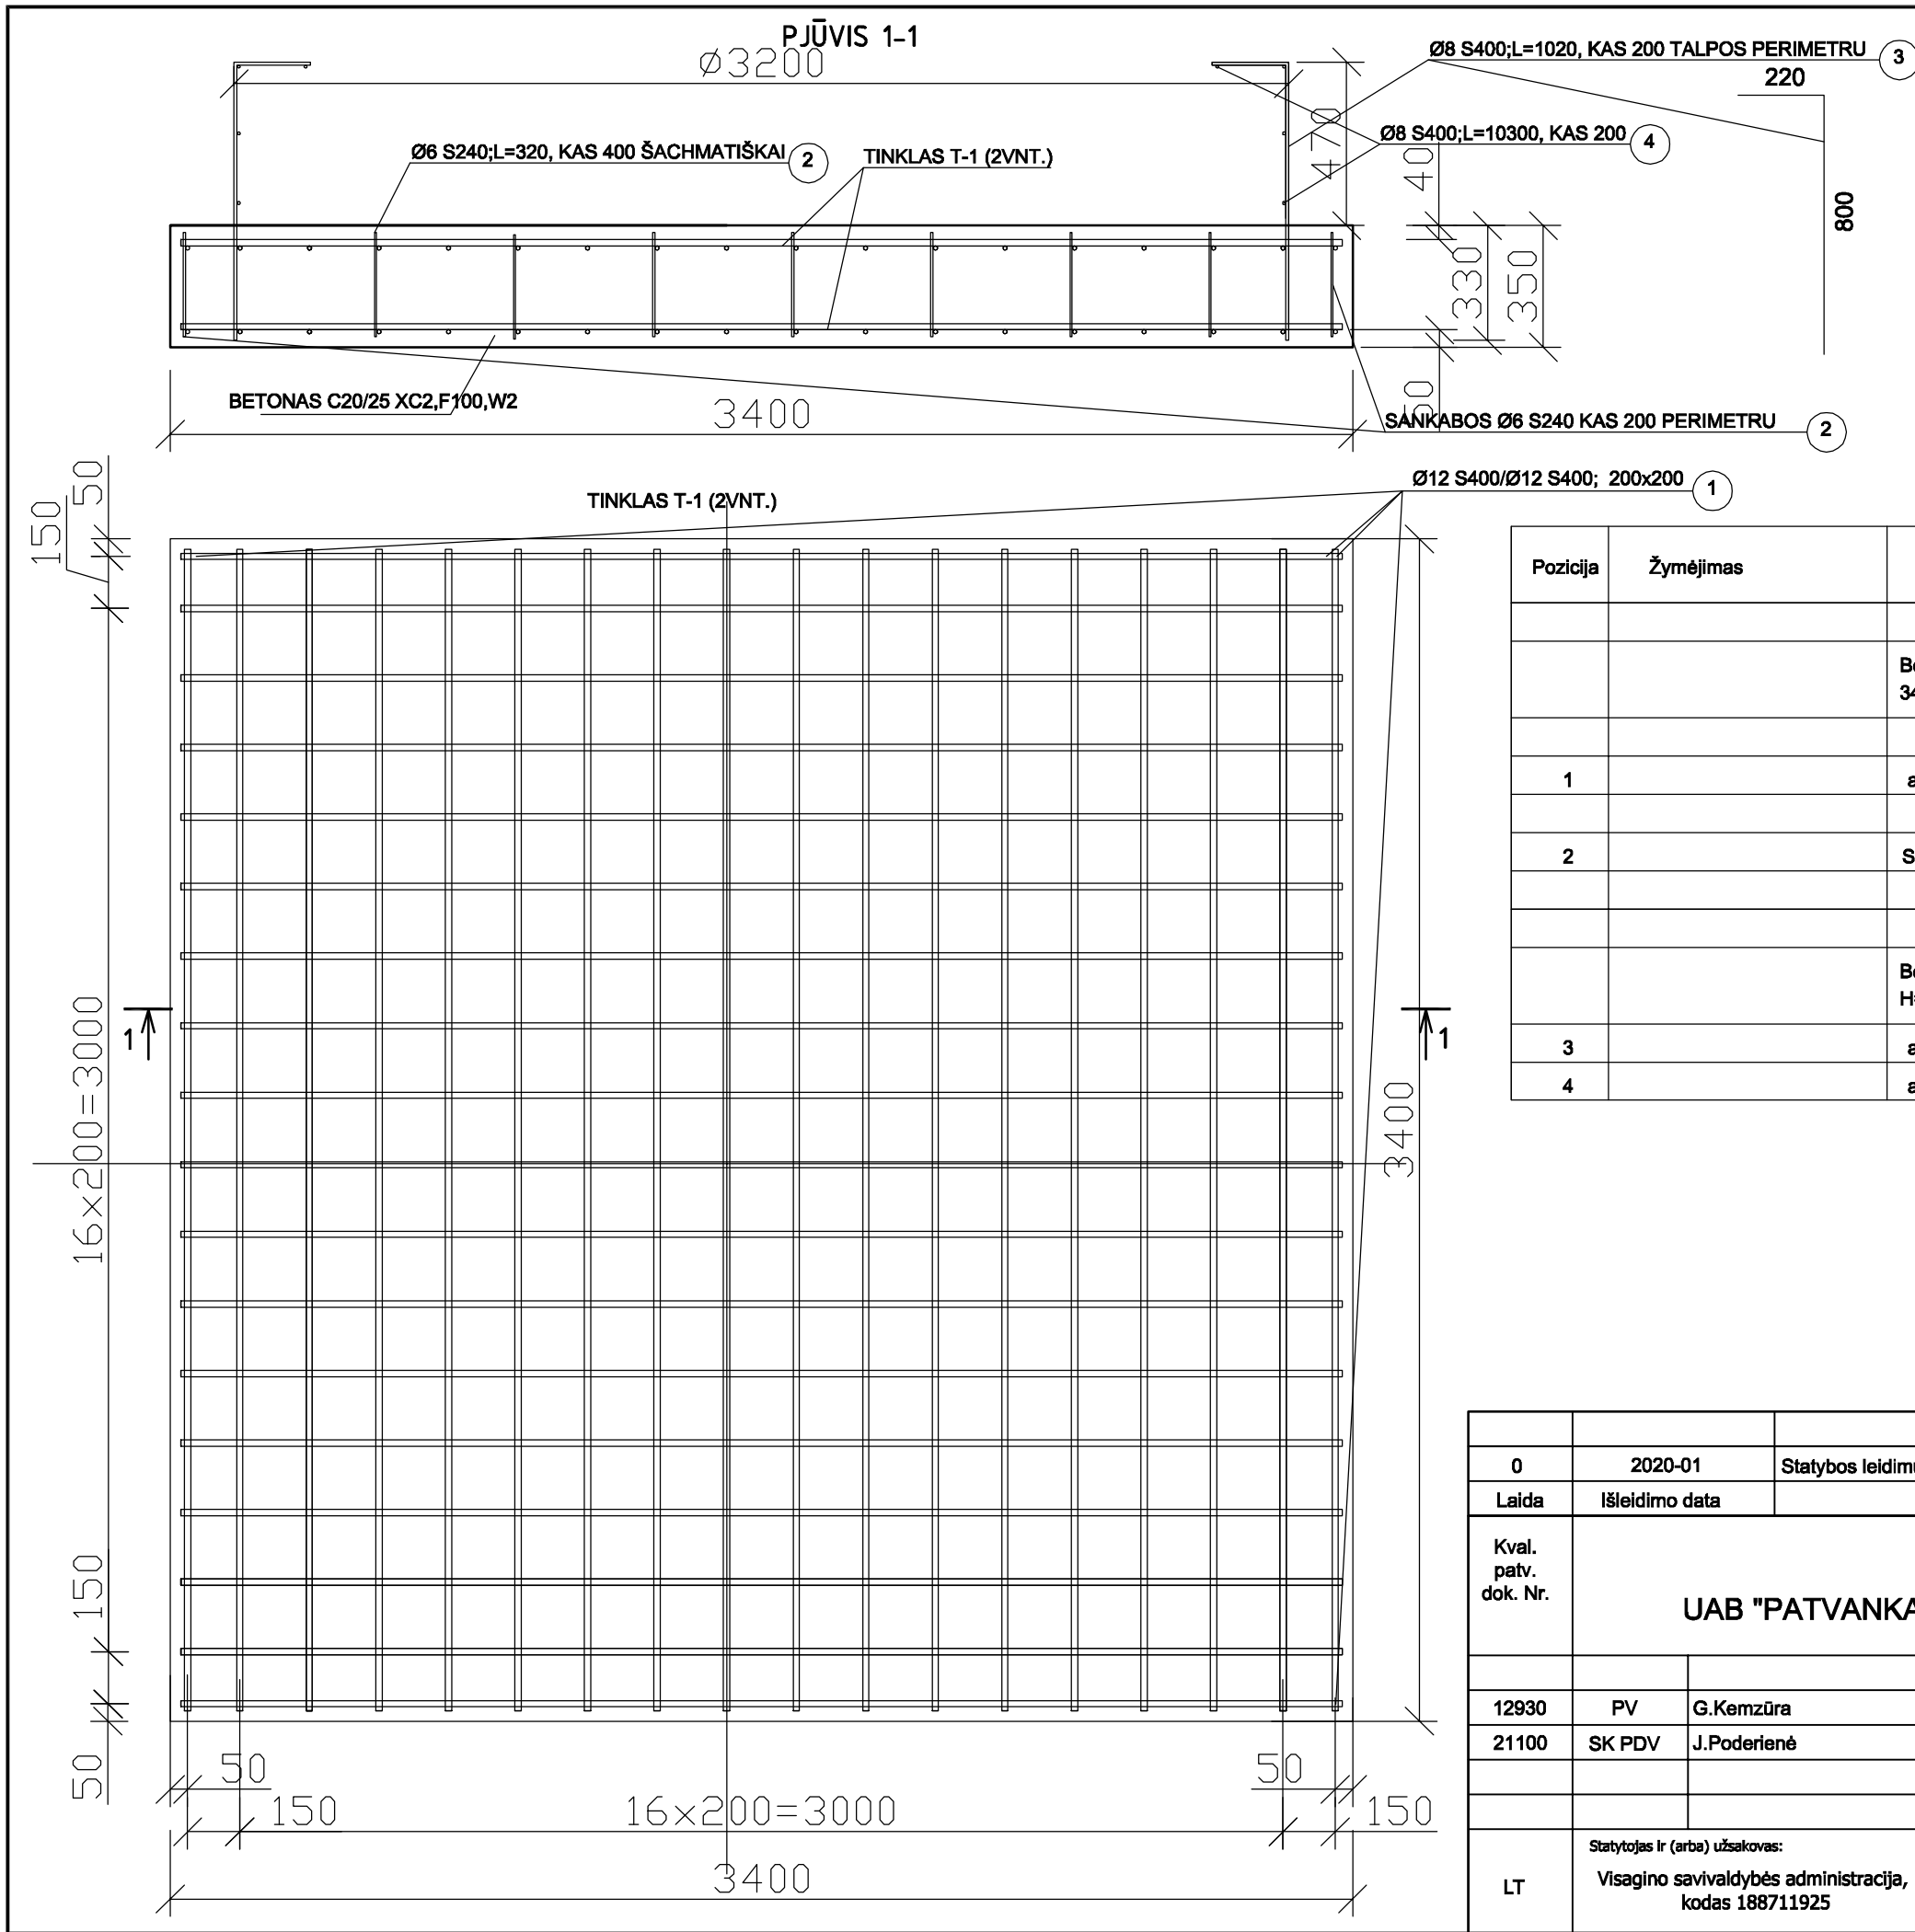 PJŪVIS 1-1
Ø3200
Ø8 S400;L=1020, KAS 200 TALPOS PERIMETRU
3
220
470
Ø8 S400;L=10300, KAS 200
4
40
800
Ø6 S240;L=320, KAS 400 ŠACHMATIŠKAI
2
TINKLAS T-1 (2VNT.)
330
350
BETONAS C20/25 XC2,F100,W2
3400
50
SANKABOS Ø6 S240 KAS 200 PERIMETRU
2
TINKLAS T-1 (2VNT.)
Ø12 S400/Ø12 S400; 200x200
1
150
50
16x200=3000
150
50
1
1
3400
50
50
150
16x200=3000
150
3400
Pozicija
Žymėjimas
34
1
a
2
S
3
a
4
a
0
2020-01
Laida
Išleidimo data
Kval.
patv.
dok. Nr.
UAB "PATVANKA
12930
PV
G.Kemzūra
21100
SK PDV
J.Poderienė
LT
Statytojas ir (arba) užsakovas:
Visagino savivaldybės administracija,
kodas 188711925